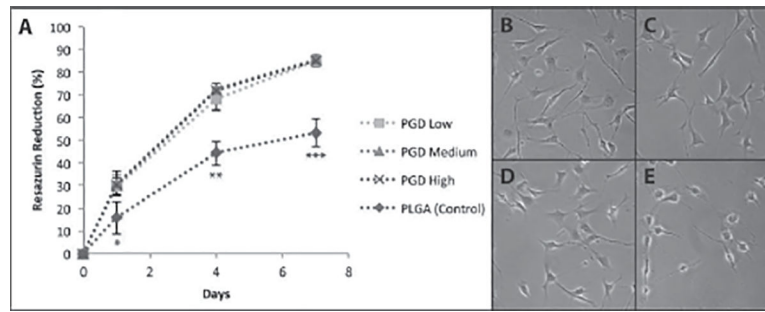 A
100
90
80
70
60
50
40
30
20
10
0
Resazurin Reduction (%)
0 2 4 6 8
Days
*
**
***
PGD Low
PGD Medium
PGD High
PLGA (Control)
B
C
D
E